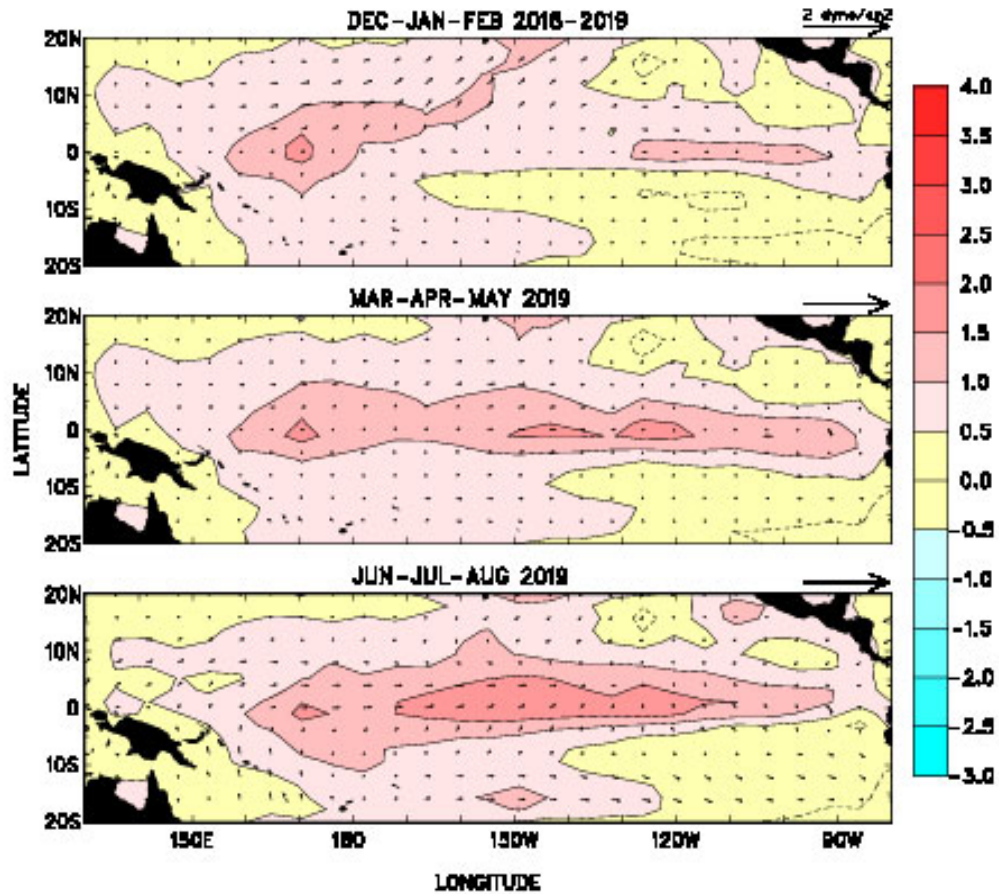 DEC-JAN-FEB 2018-2019
2 dyne/cm2
20N
10N
0
10S
20S
MAR-APR-MAY 2019
20N
10N
0
10S
20S
JUN-JUL-AUG 2019
20N
10N
0
10S
20S
150E 180 150W 120W 90W
LATITUDE
LONGITUDE
4.0
3.5
3.0
2.5
2.0
1.5
1.0
0.5
0.0
-0.5
-1.0
-1.5
-2.0
-2.5
-3.0